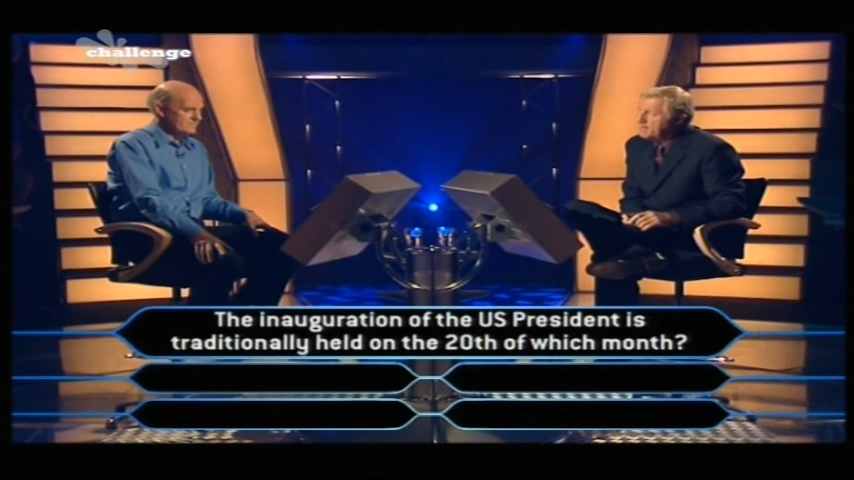 challenge
The inauguration of the US President is
traditionally held on the 20th of which month?